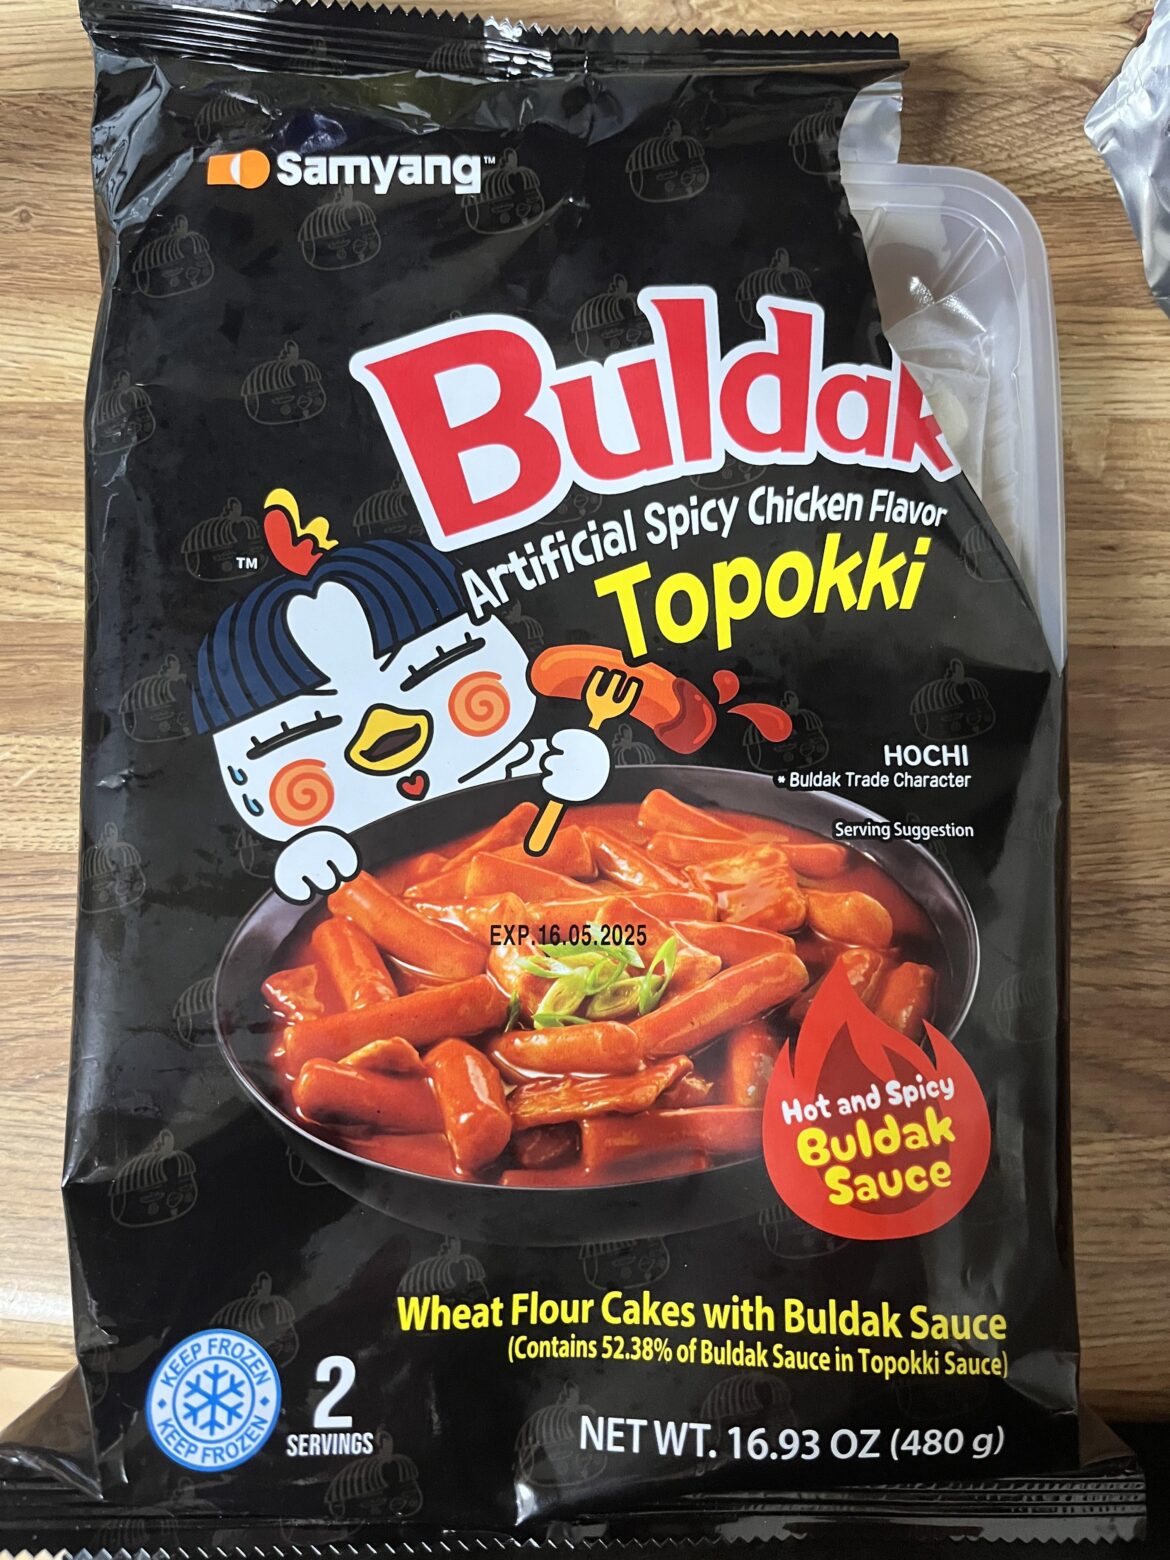 Samyang™
Buldak
Artificial Spicy Chicken Flavor
Topokki
TM
HOCHI
* Buldak Trade Character
Serving Suggestion
EXP.16.05.2025
Hot and Spicy
Buldak
Sauce
Wheat Flour Cakes with Buldak Sauce
(Contains 52.38% of Buldak Sauce in Topokki Sauce)
KEEP FROZEN
KEEP FROZEN
2
SERVINGS
NET WT. 16.93 OZ (480 g)